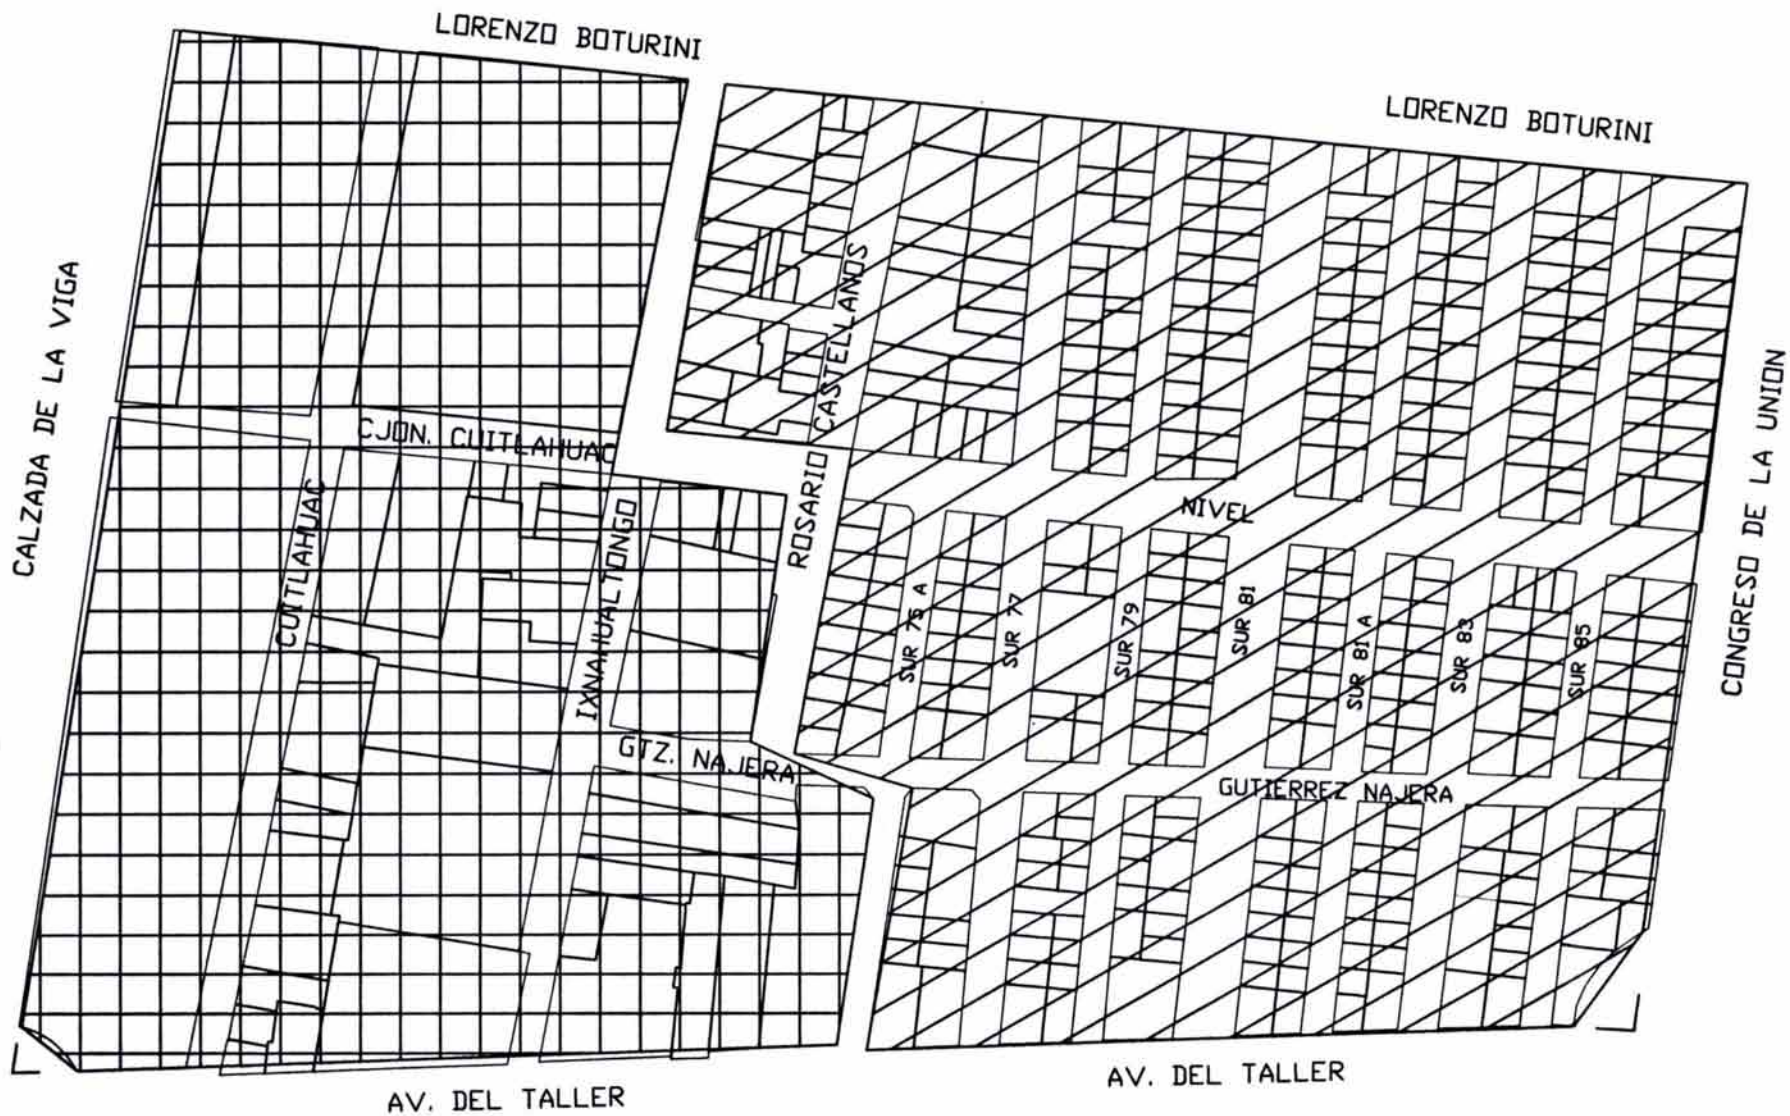 LORENZO BOTURINI
LORENZO BOTURINI
CALZADA DE LA VIGA
CJON. CUITLAHUAC
CUITLAHUAC
IXNAHUALTONGO
ROSARIO CASTELLANOS
NIVEL
SUR 75 A
SUR 77
SUR 79
SUR 81
SUR 81 A
SUR 83
SUR 85
CONGRESO DE LA UNION
GTZ. NAJERA
GUTIERREZ NAJERA
AV. DEL TALLER
AV. DEL TALLER